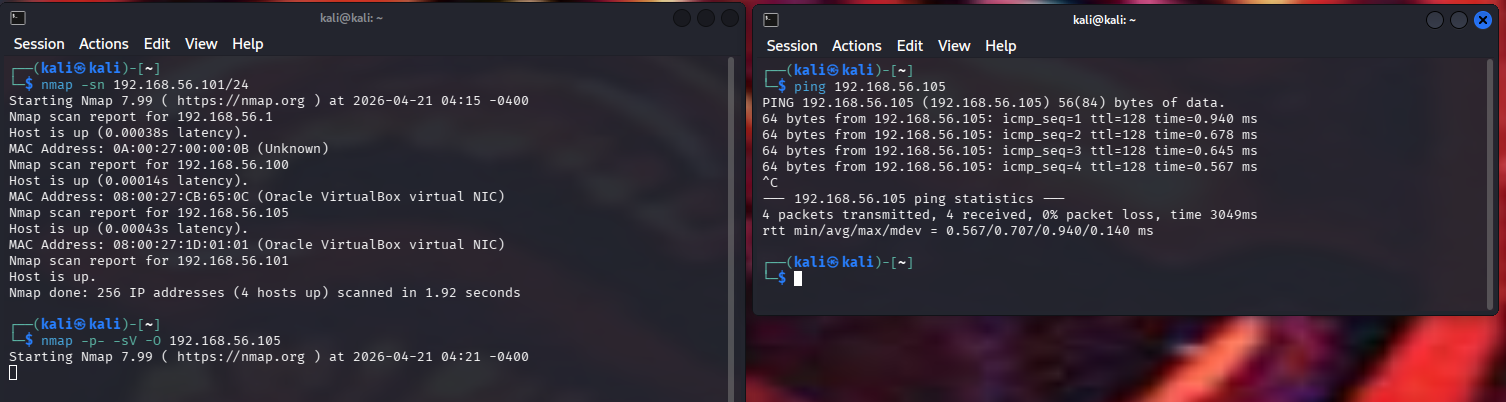 kali@kali: ~
Session Actions Edit View Help
┌──(kali㉿kali)-[~]
└─$ nmap -sn 192.168.56.101/24
Starting Nmap 7.99 ( https://nmap.org ) at 2026-04-21 04:15 -0400
Nmap scan report for 192.168.56.1
Host is up (0.00038s latency).
MAC Address: 0A:00:27:00:00:0B (Unknown)
Nmap scan report for 192.168.56.100
Host is up (0.00014s latency).
MAC Address: 08:00:27:CB:65:0C (Oracle VirtualBox virtual NIC)
Nmap scan report for 192.168.56.105
Host is up (0.00043s latency).
MAC Address: 08:00:27:1D:01:01 (Oracle VirtualBox virtual NIC)
Nmap scan report for 192.168.56.101
Host is up.
Nmap done: 256 IP addresses (4 hosts up) scanned in 1.92 seconds
┌──(kali㉿kali)-[~]
└─$ nmap -p- -sV -O 192.168.56.105
Starting Nmap 7.99 ( https://nmap.org ) at 2026-04-21 04:21 -0400
kali@kali: ~
Session Actions Edit View Help
┌──(kali㉿kali)-[~]
└─$ ping 192.168.56.105
PING 192.168.56.105 (192.168.56.105) 56(84) bytes of data.
64 bytes from 192.168.56.105: icmp_seq=1 ttl=128 time=0.940 ms
64 bytes from 192.168.56.105: icmp_seq=2 ttl=128 time=0.678 ms
64 bytes from 192.168.56.105: icmp_seq=3 ttl=128 time=0.645 ms
64 bytes from 192.168.56.105: icmp_seq=4 ttl=128 time=0.567 ms
^C
--- 192.168.56.105 ping statistics ---
4 packets transmitted, 4 received, 0% packet loss, time 3049ms
rtt min/avg/max/mdev = 0.567/0.707/0.940/0.140 ms
┌──(kali㉿kali)-[~]
└─$